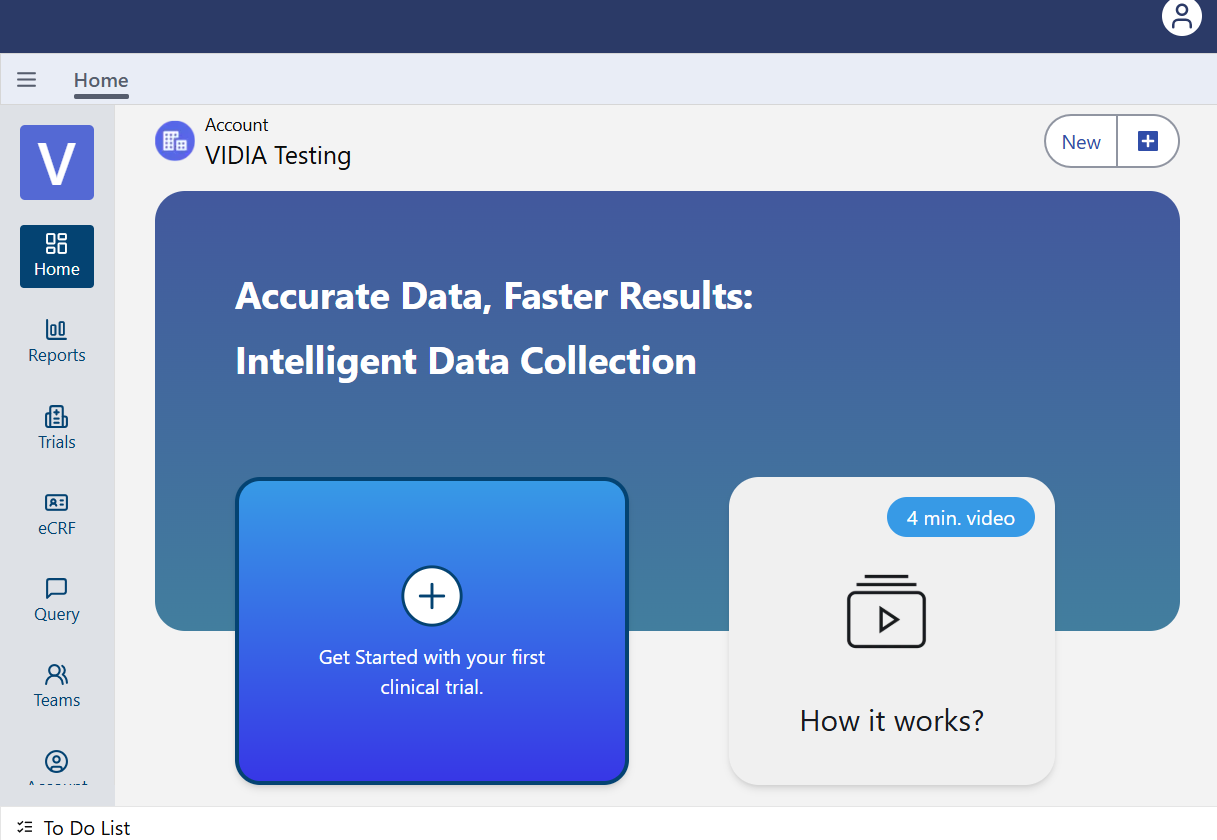 Home
Account
VIDIA Testing
New
V
Home
Reports
Trials
eCRF
Query
Teams
Account
Accurate Data, Faster Results:
Intelligent Data Collection
Get Started with your first
clinical trial.
4 min. video
How it works?
To Do List